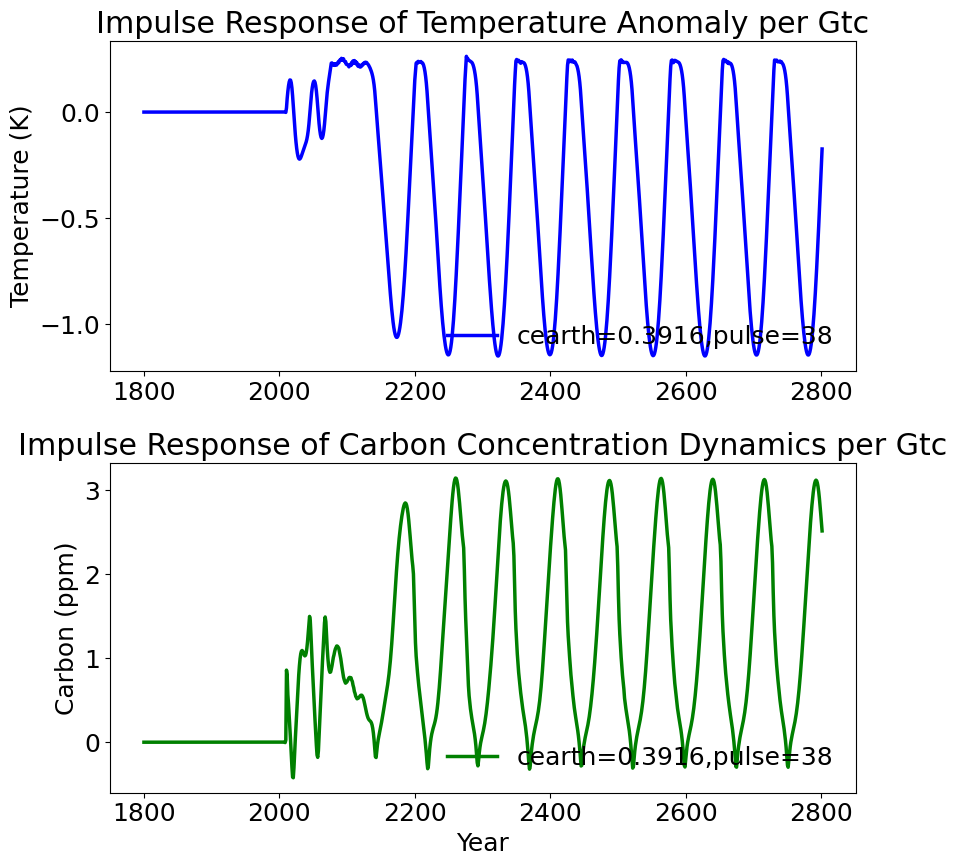 Impulse Response of Temperature Anomaly per Gtc
Temperature (K)
0.0
−0.5
−1.0
cearth=0.3916,pulse=38
1800 2000 2200 2400 2600 2800
Impulse Response of Carbon Concentration Dynamics per Gtc
Carbon (ppm)
3
2
1
0
cearth=0.3916,pulse=38
1800 2000 2200 2400 2600 2800
Year